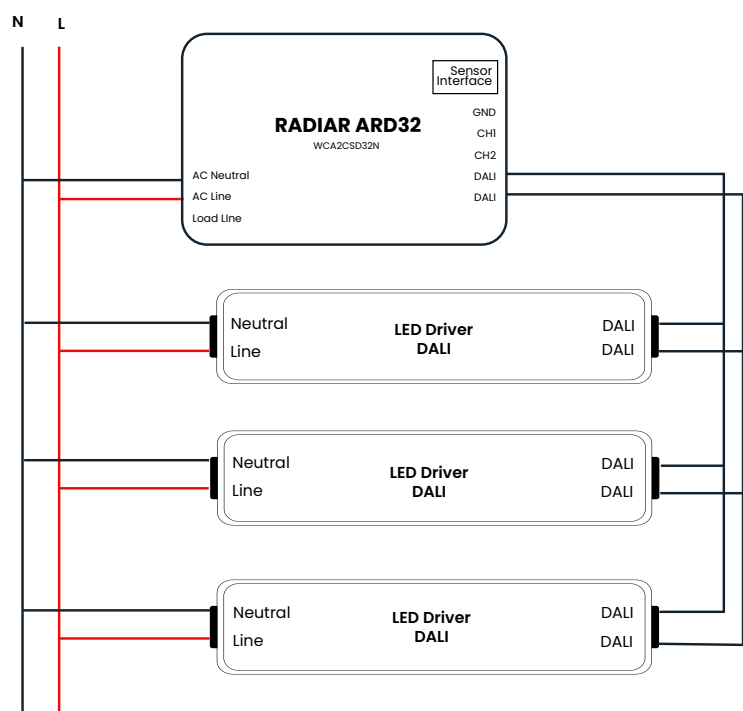 N
L
Sensor
Interface
RADIAR ARD32
WCA2CSD32N
GND
CH1
CH2
DALI
DALI
AC Neutral
AC Line
Load LIne
Neutral
Line
LED Driver
DALI
DALI
DALI
Neutral
Line
LED Driver
DALI
DALI
DALI
Neutral
Line
LED Driver
DALI
DALI
DALI